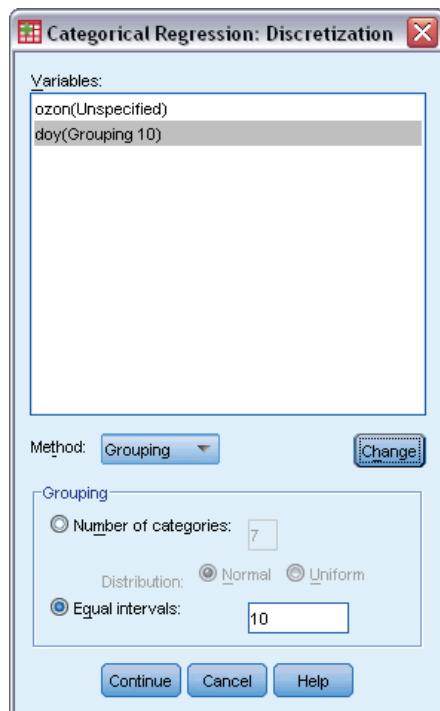 Categorical Regression: Discretization
Variables:
ozon(Unspecified)
doy(Grouping 10)
Method: Grouping Change
Grouping
Number of categories: 7
Distribution: Normal Uniform
Equal intervals: 10
Continue Cancel Help